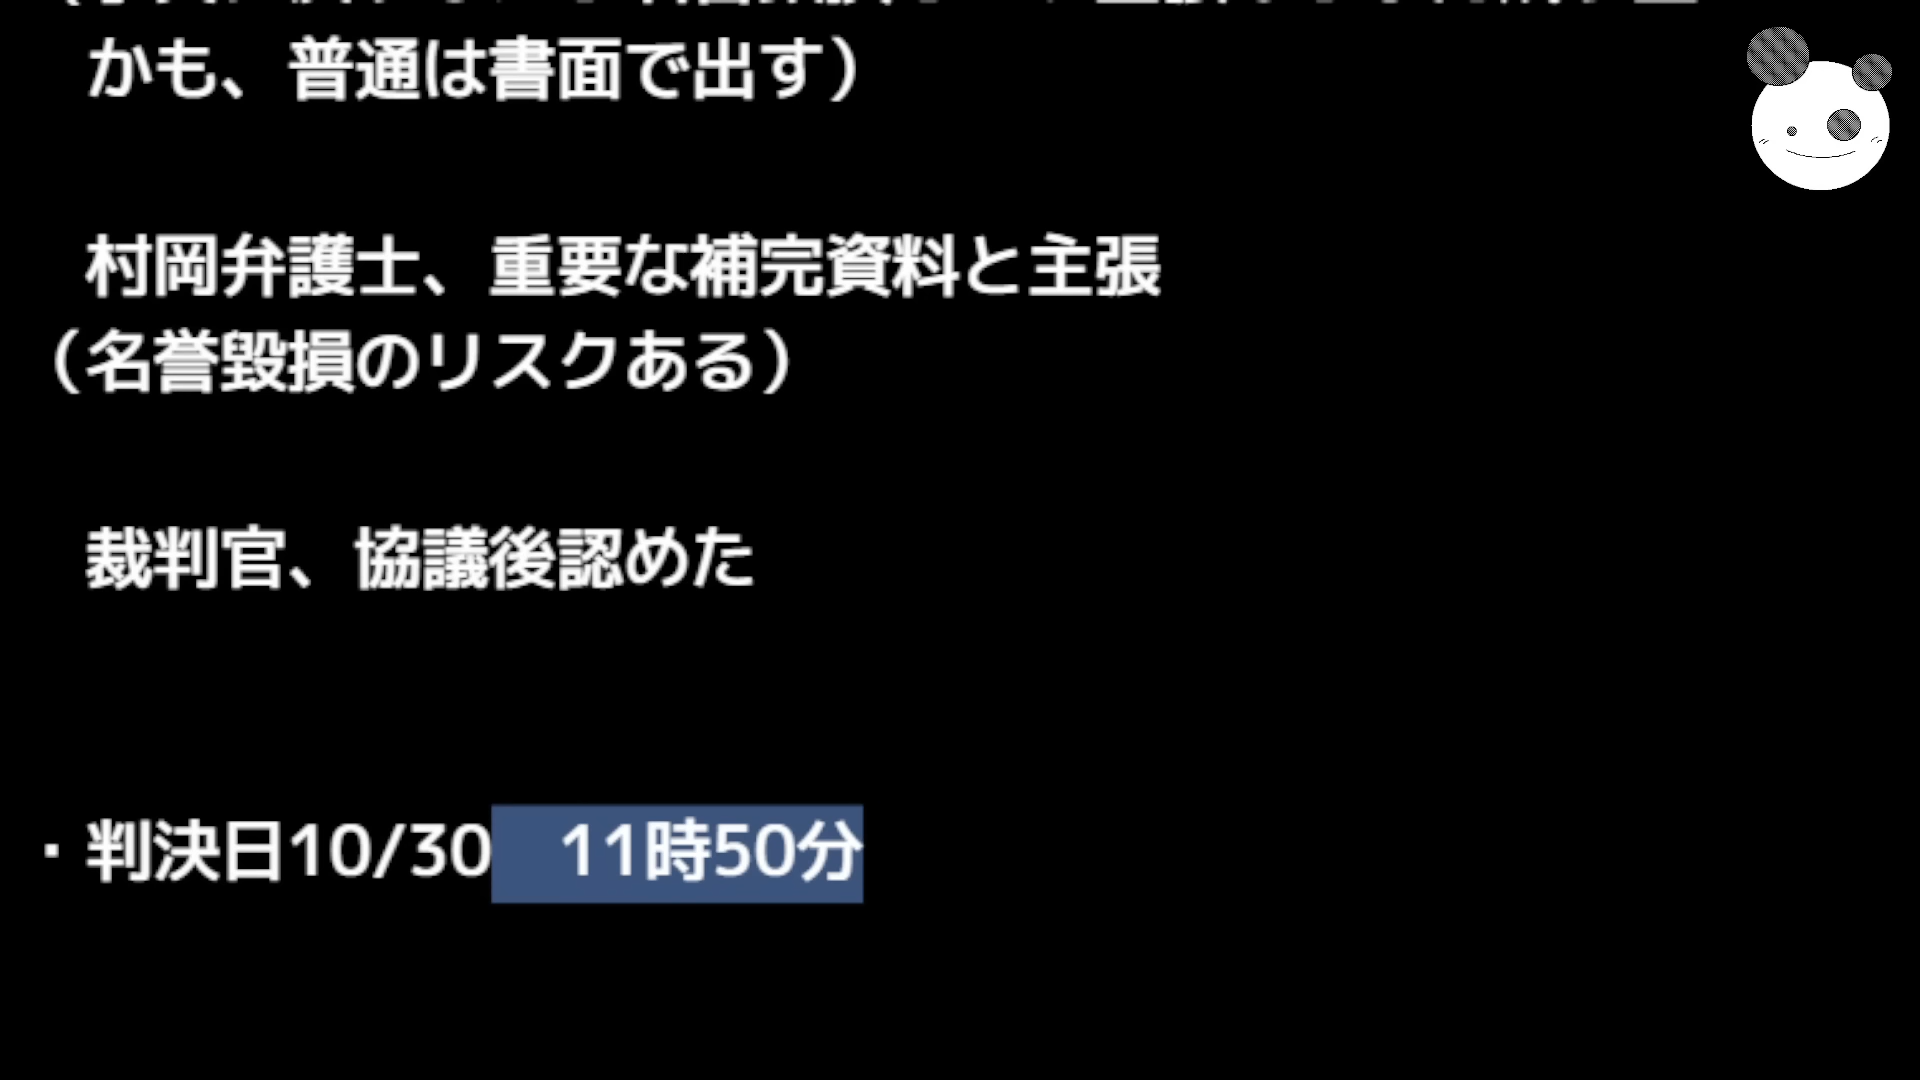 かも、普通は書面で出す）
村岡弁護士、重要な補完資料と主張
（名誉毀損のリスクある）
裁判官、協議後認めた
・判決日10/30　11時50分